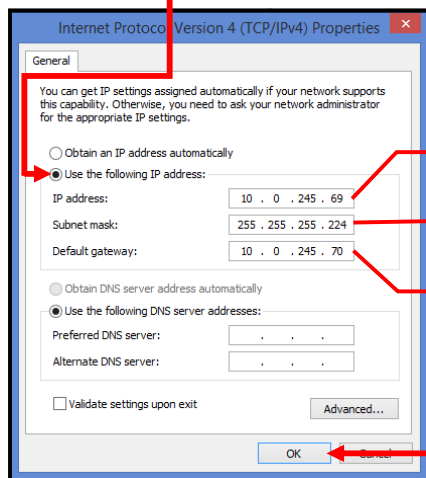 Internet Protocol Version 4 (TCP/IPv4) Properties
General
You can get IP settings assigned automatically if your network supports
this capability. Otherwise, you need to ask your network administrator
for the appropriate IP settings.
Obtain an IP address automatically
Use the following IP address:
IP address: 10 . 0 . 245 . 69
Subnet mask: 255 . 255 . 255 . 224
Default gateway: 10 . 0 . 245 . 70
Obtain DNS server address automatically
Use the following DNS server addresses:
Preferred DNS server: . . .
Alternate DNS server: . . .
Validate settings upon exit
Advanced...
OK Cancel